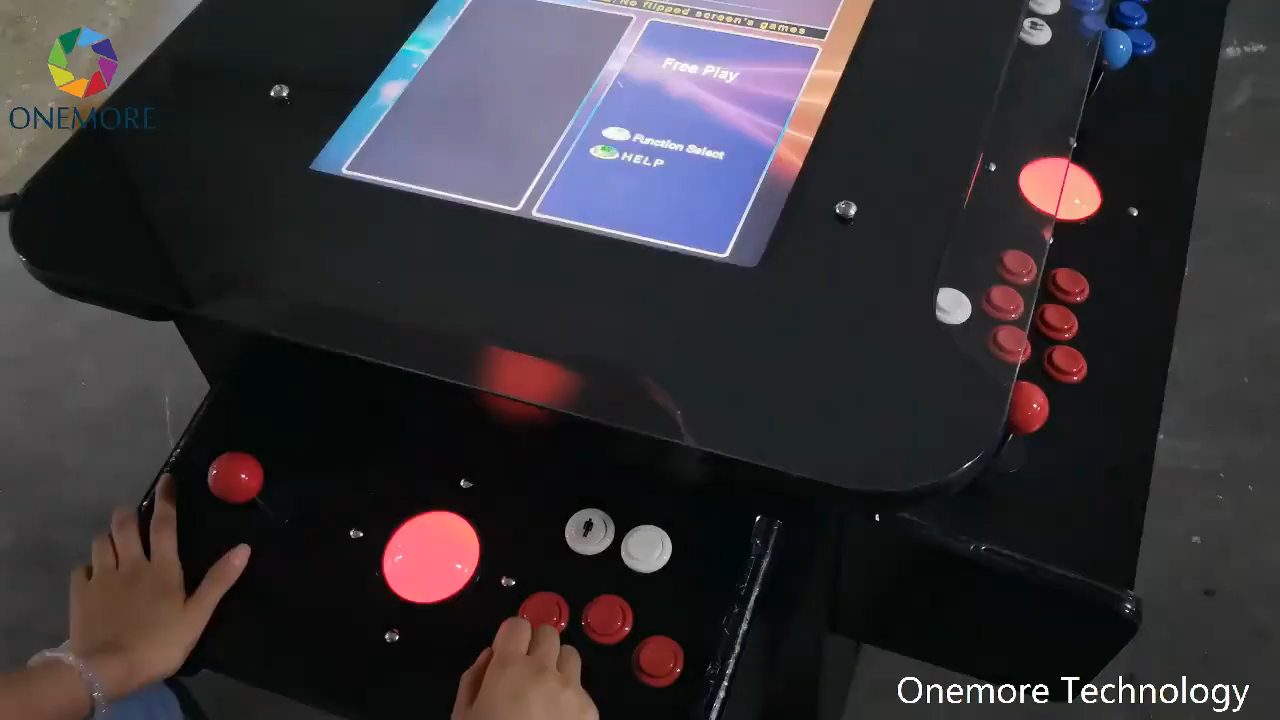 No flipped screen's games
Free Play
Function Select
HELP
ONEMORE
Onemore Technology